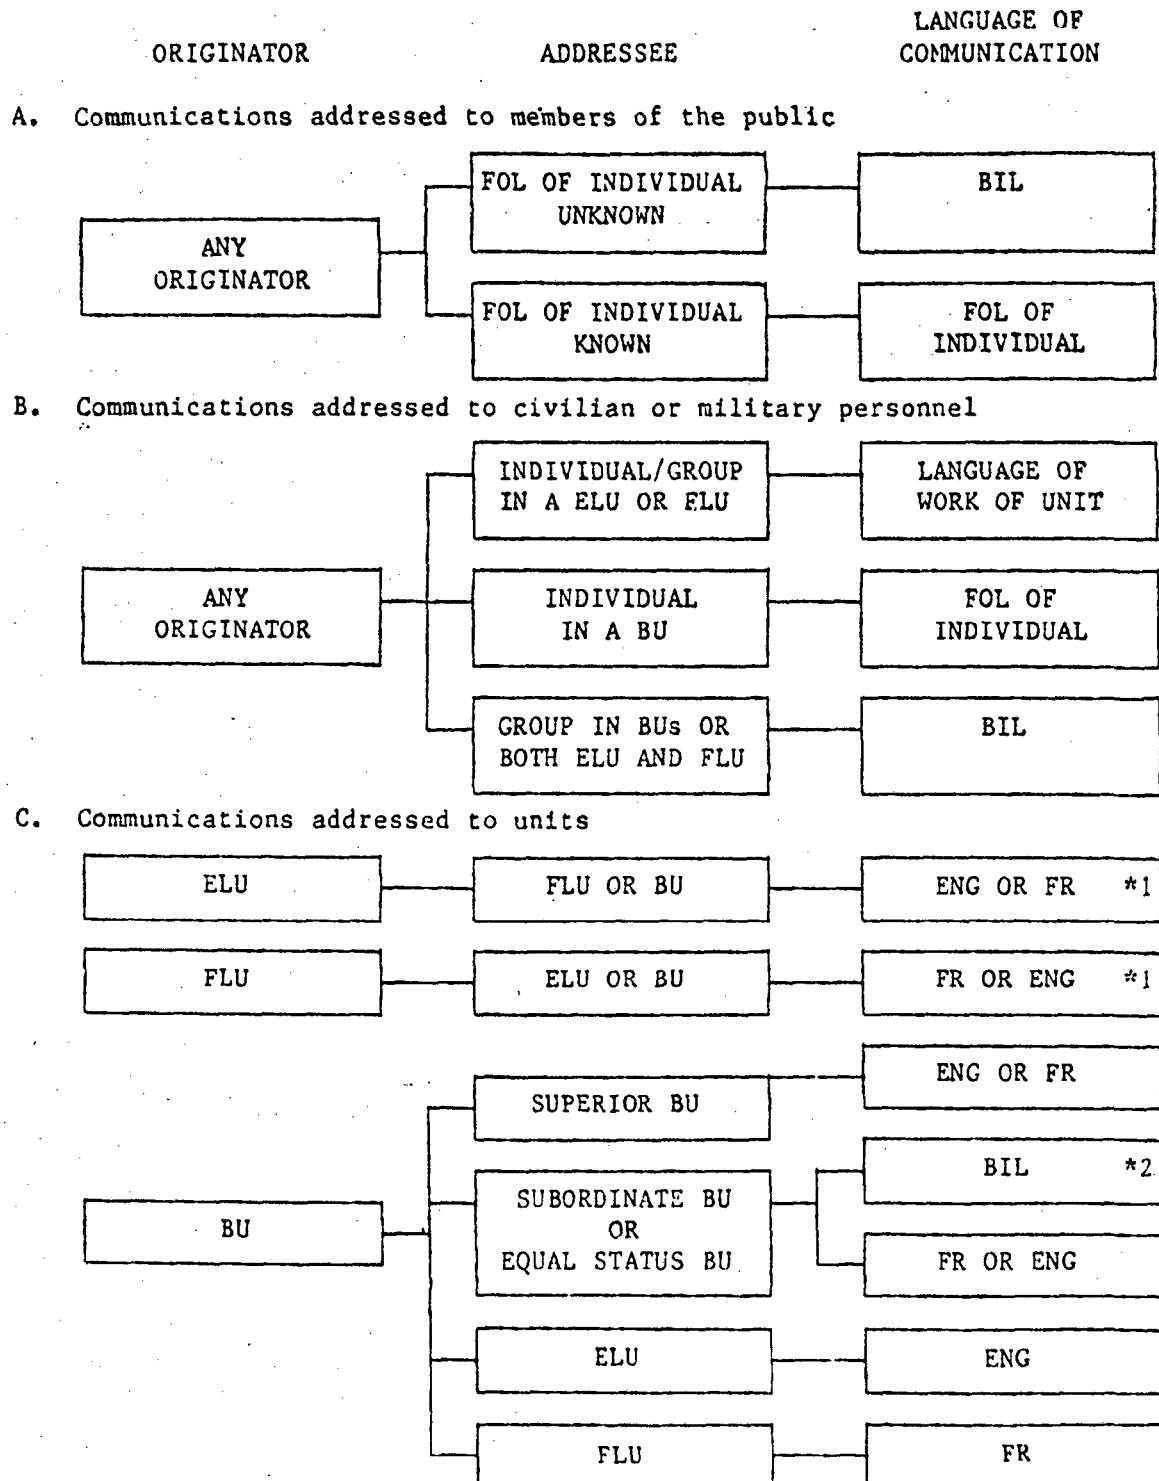 ORIGINATOR ADDRESSEE LANGUAGE OF
COMMUNICATION
A. Communications addressed to members of the public
ANY
ORIGINATOR
FOL OF INDIVIDUAL
UNKNOWN
BIL
FOL OF INDIVIDUAL
KNOWN
FOL OF
INDIVIDUAL
B. Communications addressed to civilian or military personnel
ANY
ORIGINATOR
INDIVIDUAL/GROUP
IN A ELU OR FLU
LANGUAGE OF
WORK OF UNIT
INDIVIDUAL
IN A BU
FOL OF
INDIVIDUAL
GROUP IN BUs OR
BOTH ELU AND FLU
BIL
C. Communications addressed to units
ELU
FLU OR BU
ENG OR FR *1
FLU
ELU OR BU
FR OR ENG *1
BU
SUPERIOR BU
ENG OR FR
SUBORDINATE BU
OR
EQUAL STATUS BU
BIL *2
FR OR ENG
ELU
ENG
FLU
FR